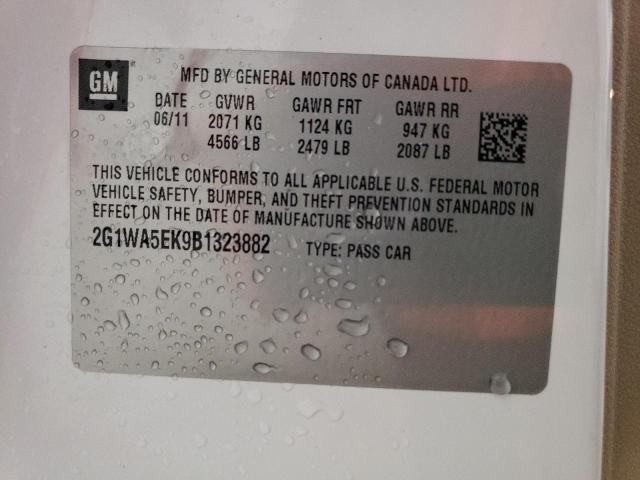 GM
MFD BY GENERAL MOTORS OF CANADA LTD.
DATE GVWR GAWR FRT GAWR RR
06/11 2071 KG 1124 KG 947 KG
4566 LB 2479 LB 2087 LB
THIS VEHICLE CONFORMS TO ALL APPLICABLE U.S. FEDERAL MOTOR
VEHICLE SAFETY, BUMPER, AND THEFT PREVENTION STANDARDS IN
EFFECT ON THE DATE OF MANUFACTURE SHOWN ABOVE.
2G1WA5EK9B1323882 TYPE: PASS CAR